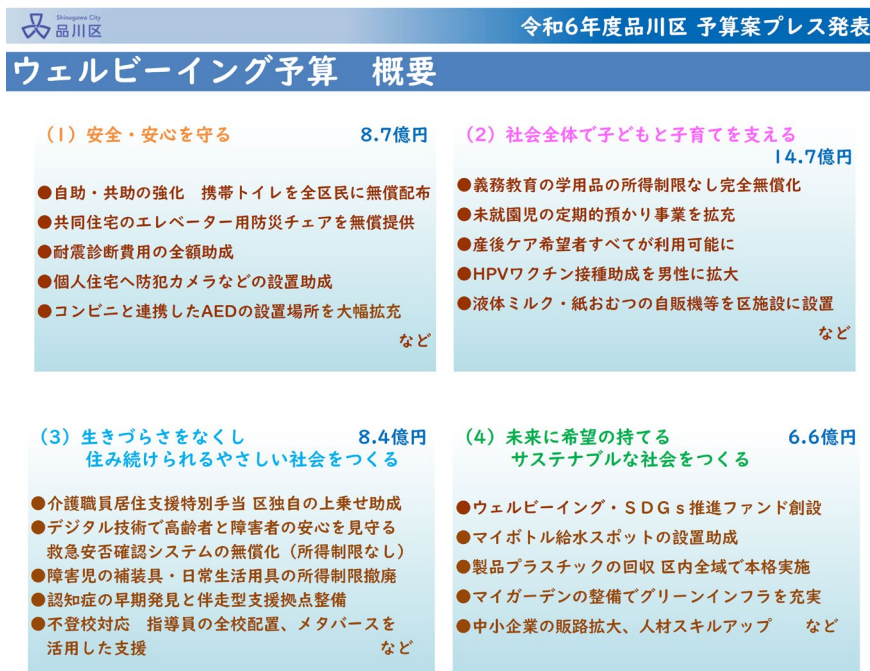 Shinagawa City
品川区
令和6年度品川区 予算案プレス発表
ウェルビーイング予算　概要
(1) 安全・安心を守る　8.7億円
●自助・共助の強化　携帯トイレを全区民に無償配布
●共同住宅のエレベーター用防災チェアを無償提供
●耐震診断費用の全額助成
●個人住宅へ防犯カメラなどの設置助成
●コンビニと連携したAEDの設置場所を大幅拡充
など
(2) 社会全体で子どもと子育てを支える
14.7億円
●義務教育の学用品の所得制限なし完全無償化
●未就園児の定期的預かり事業を拡充
●産後ケア希望者すべてが利用可能に
●HPVワクチン接種助成を男性に拡大
●液体ミルク・紙おむつの自販機等を区施設に設置
など
(3) 生きづらさをなくし　8.4億円
住み続けられるやさしい社会をつくる
●介護職員居住支援特別手当 区独自の上乗せ助成
●デジタル技術で高齢者と障害者の安心を見守る
救急安否確認システムの無償化（所得制限なし）
●障害児の補装具・日常生活用具の所得制限撤廃
●認知症の早期発見と伴走型支援拠点整備
●不登校対応　指導員の全校配置、メタバースを
活用した支援　など
(4) 未来に希望の持てる　6.6億円
サステナブルな社会をつくる
●ウェルビーイング・ＳＤＧｓ推進ファンド創設
●マイボトル給水スポットの設置助成
●製品プラスチックの回収 区内全域で本格実施
●マイガーデンの整備でグリーンインフラを充実
●中小企業の販路拡大、人材スキルアップ　など